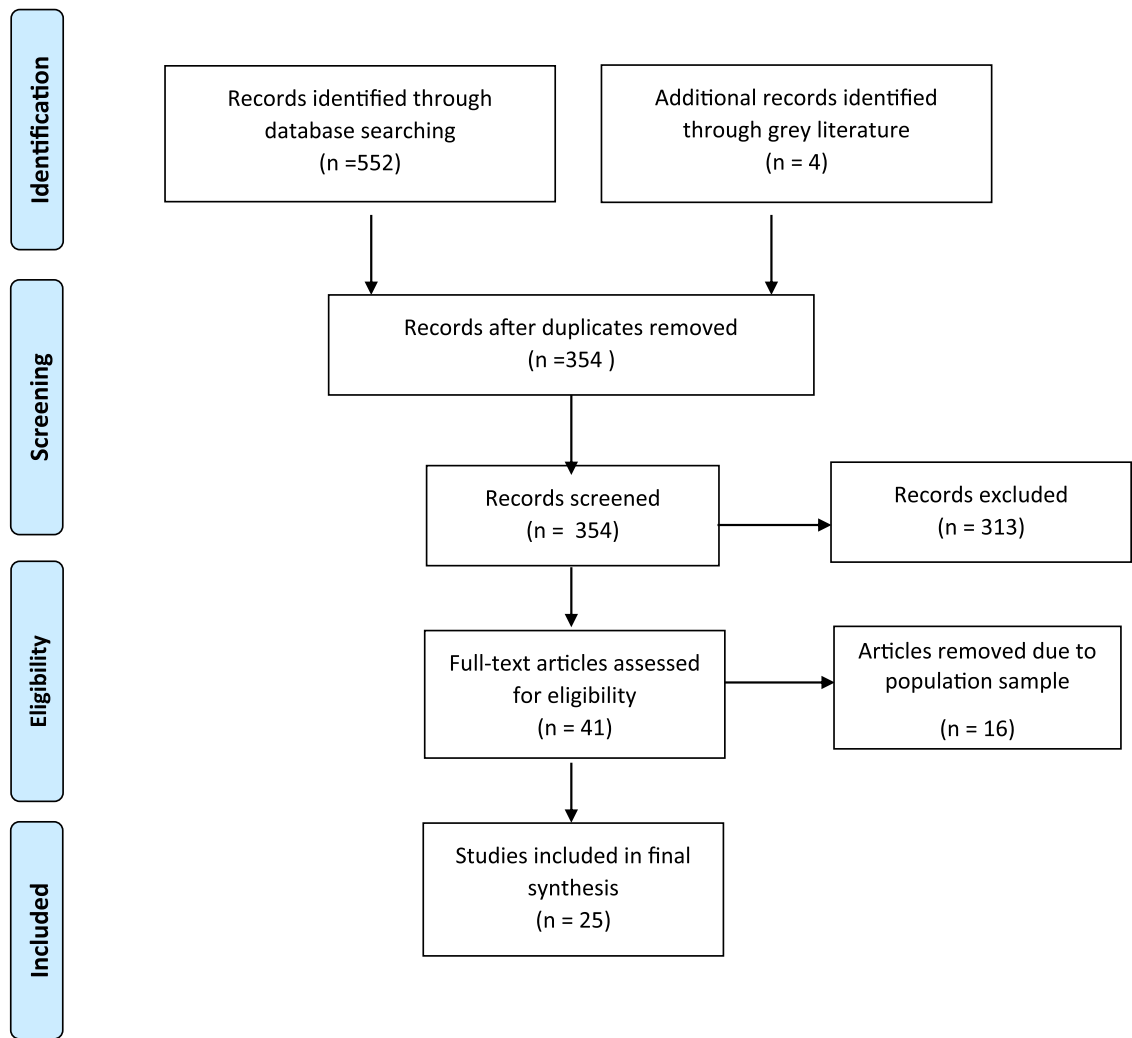 Identification
Records identified through
database searching
(n =552)
Additional records identified
through grey literature
(n = 4)
Screening
Records after duplicates removed
(n =354 )
Records screened
(n =  354)
Records excluded
(n = 313)
Eligibility
Full-text articles assessed
for eligibility
(n = 41)
Articles removed due to
population sample
(n = 16)
Included
Studies included in final
synthesis
(n = 25)